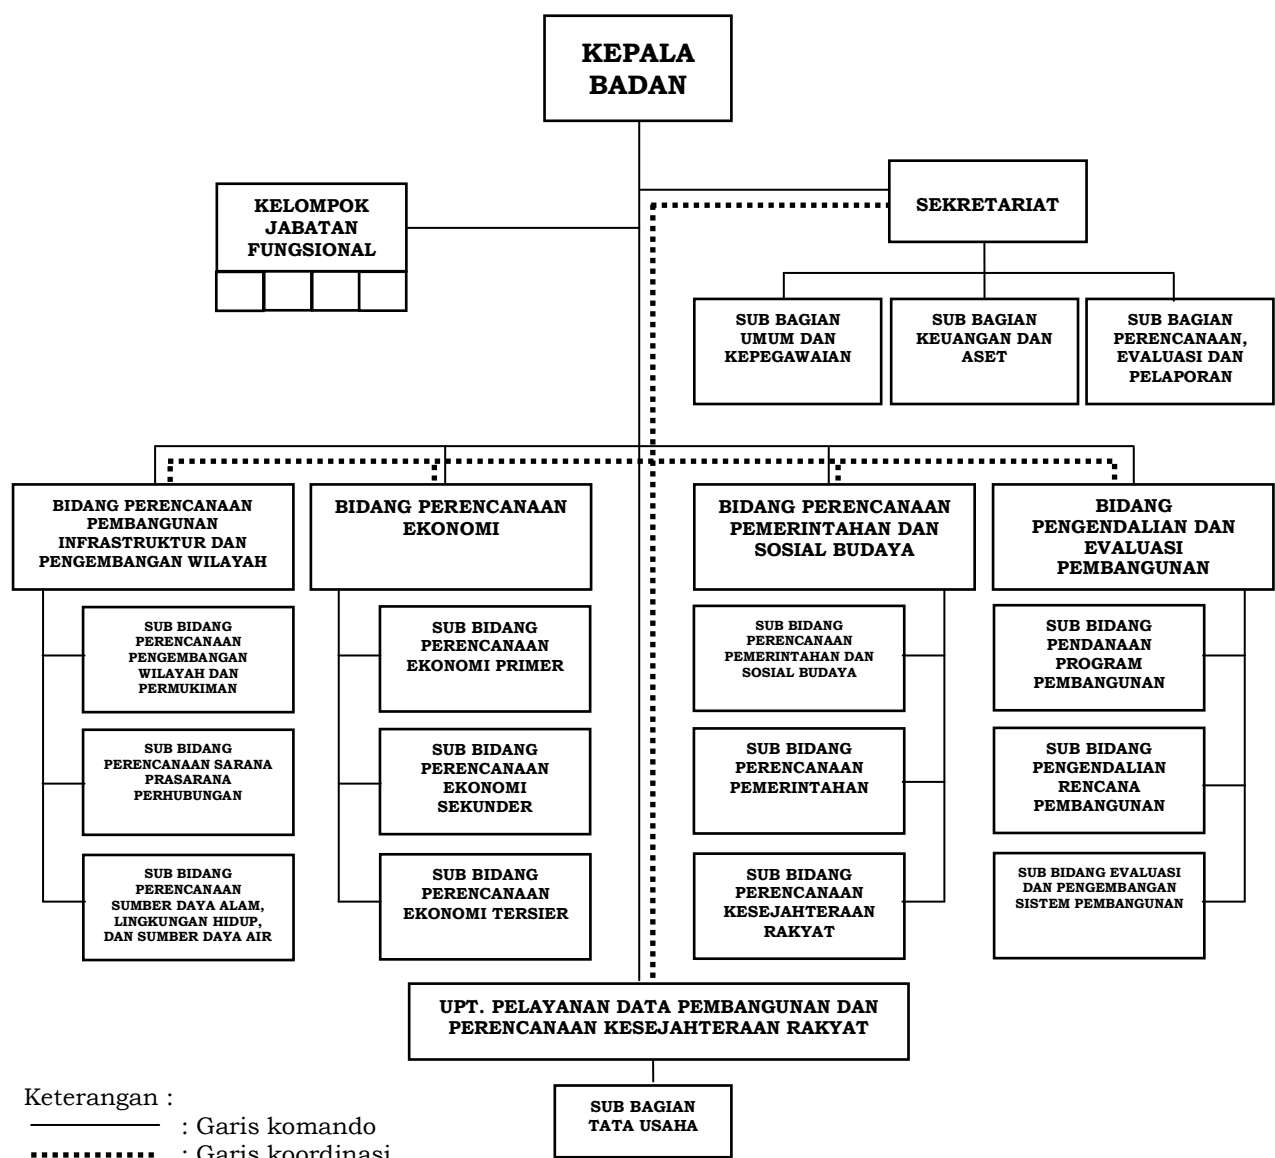 KEPALA
BADAN
KELOMPOK
JABATAN
FUNGSIONAL
SEKRETARIAT
SUB BAGIAN
UMUM DAN
KEPEGAWAIAN
SUB BAGIAN
KEUANGAN DAN
ASET
SUB BAGIAN
PERENCANAAN,
EVALUASI DAN
PELAPORAN
BIDANG PERENCANAAN
PEMBANGUNAN
INFRASTRUKTUR DAN
PENGEMBANGAN WILAYAH
BIDANG PERENCANAAN
EKONOMI
BIDANG PERENCANAAN
PEMERINTAHAN DAN
SOSIAL BUDAYA
BIDANG
PENGENDALIAN DAN
EVALUASI
PEMBANGUNAN
SUB BIDANG
PERENCANAAN
PENGEMBANGAN
WILAYAH DAN
PERMUKIMAN
SUB BIDANG
PERENCANAAN
EKONOMI PRIMER
SUB BIDANG
PERENCANAAN
PEMERINTAHAN DAN
SOSIAL BUDAYA
SUB BIDANG
PENDANAAN
PROGRAM
PEMBANGUNAN
SUB BIDANG
PERENCANAAN SARANA
PRASARANA
PERHUBUNGAN
SUB BIDANG
PERENCANAAN
EKONOMI
SEKUNDER
SUB BIDANG
PERENCANAAN
PEMERINTAHAN
SUB BIDANG
PENGENDALIAN
RENCANA
PEMBANGUNAN
SUB BIDANG
PERENCANAAN
SUMBER DAYA ALAM,
LINGKUNGAN HIDUP,
DAN SUMBER DAYA AIR
SUB BIDANG
PERENCANAAN
EKONOMI TERSIER
SUB BIDANG
PERENCANAAN
KESEJAHTERAAN
RAKYAT
SUB BIDANG EVALUASI
DAN PENGEMBANGAN
SISTEM PEMBANGUNAN
UPT. PELAYANAN DATA PEMBANGUNAN DAN
PERENCANAAN KESEJAHTERAAN RAKYAT
SUB BAGIAN
TATA USAHA
Keterangan :
: Garis komando
: Garis koordinasi